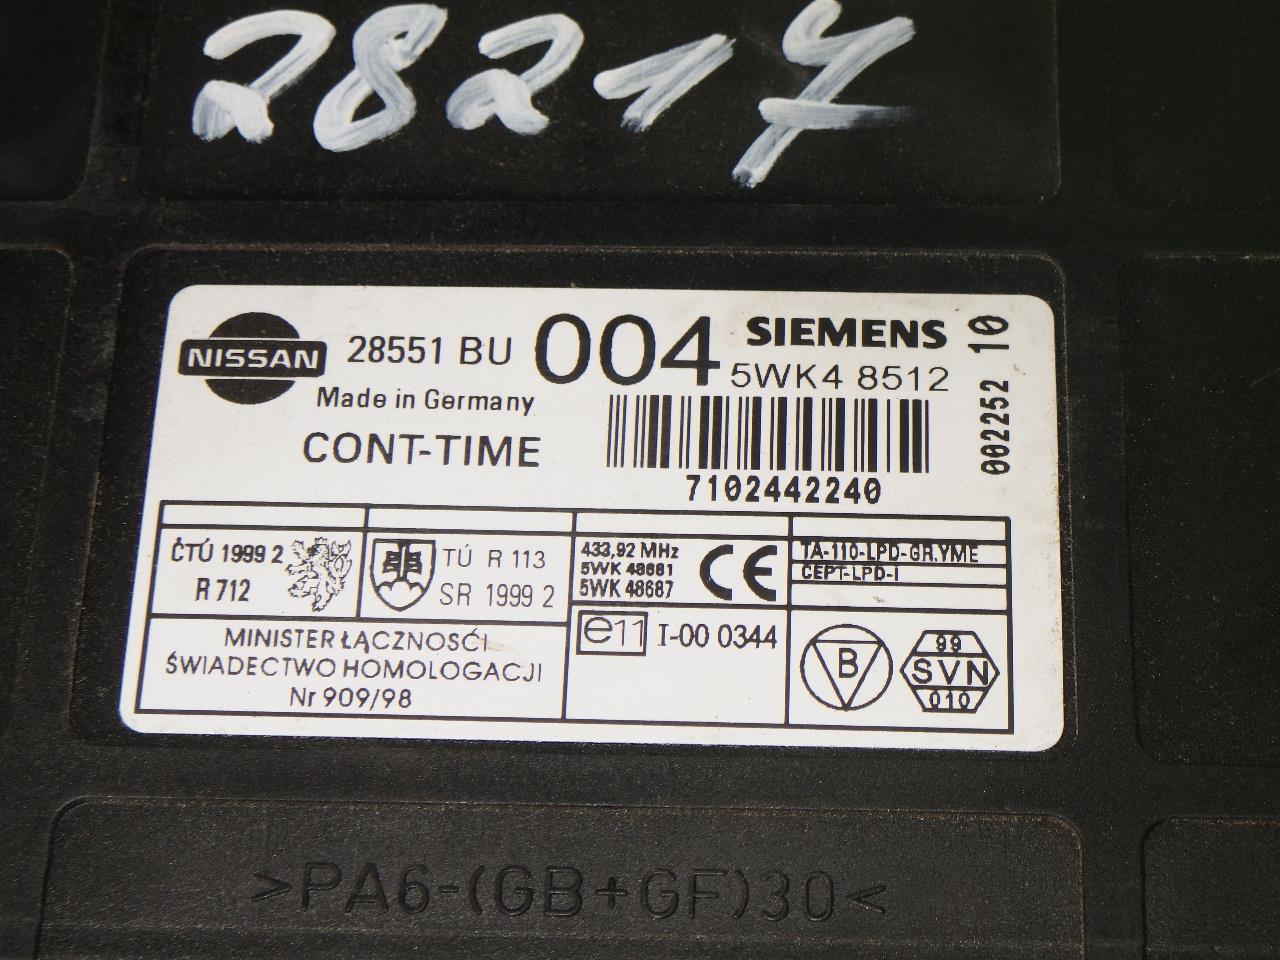 28217
NISSAN
28551 BU 004
SIEMENS
5WK4 8512
Made in Germany
CONT-TIME
7102442240
002252 10
ČTÚ 1999 2
R 712
TÚ R 113
SR 1999 2
433,92 MHz
5WK 48681
5WK 48687
CE
TA-110-LPD-GR.YME
CEPT-LPD-I
MINISTER ŁĄCZNOŚĆI
ŚWIADECTWO HOMOLOGACJI
Nr 909/98
e11 I-00 0344
B
99
SVN
010
>PA6-(GB+GF)30<